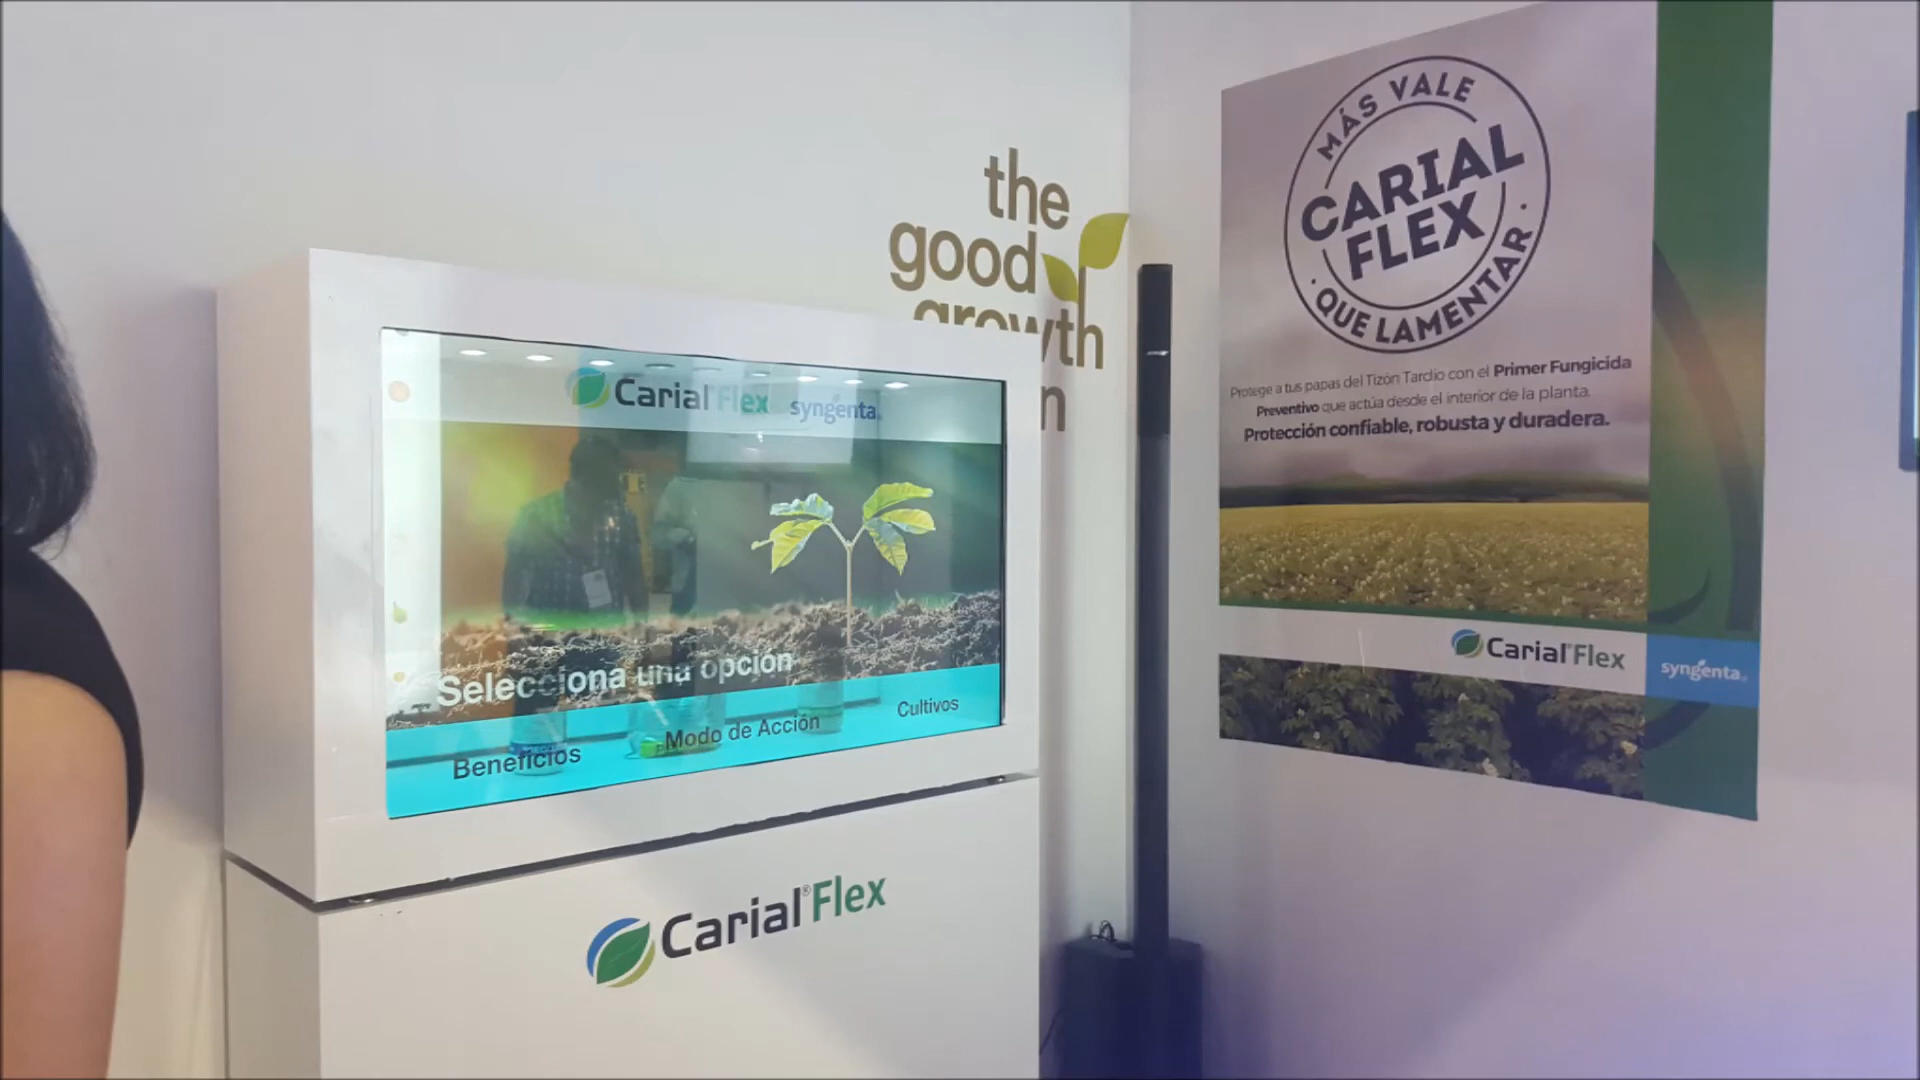 the
good
growth
Carial Flex syngenta
Selecciona una opción
Beneficios
Modo de Acción
Cultivos
Carial® Flex
MÁS VALE
CARIAL
FLEX
QUE LAMENTAR
Protege a tus papas del Tizón Tardío con el Primer Fungicida
Preventivo que actúa desde el interior de la planta.
Protección confiable, robusta y duradera.
Carial® Flex
syngenta